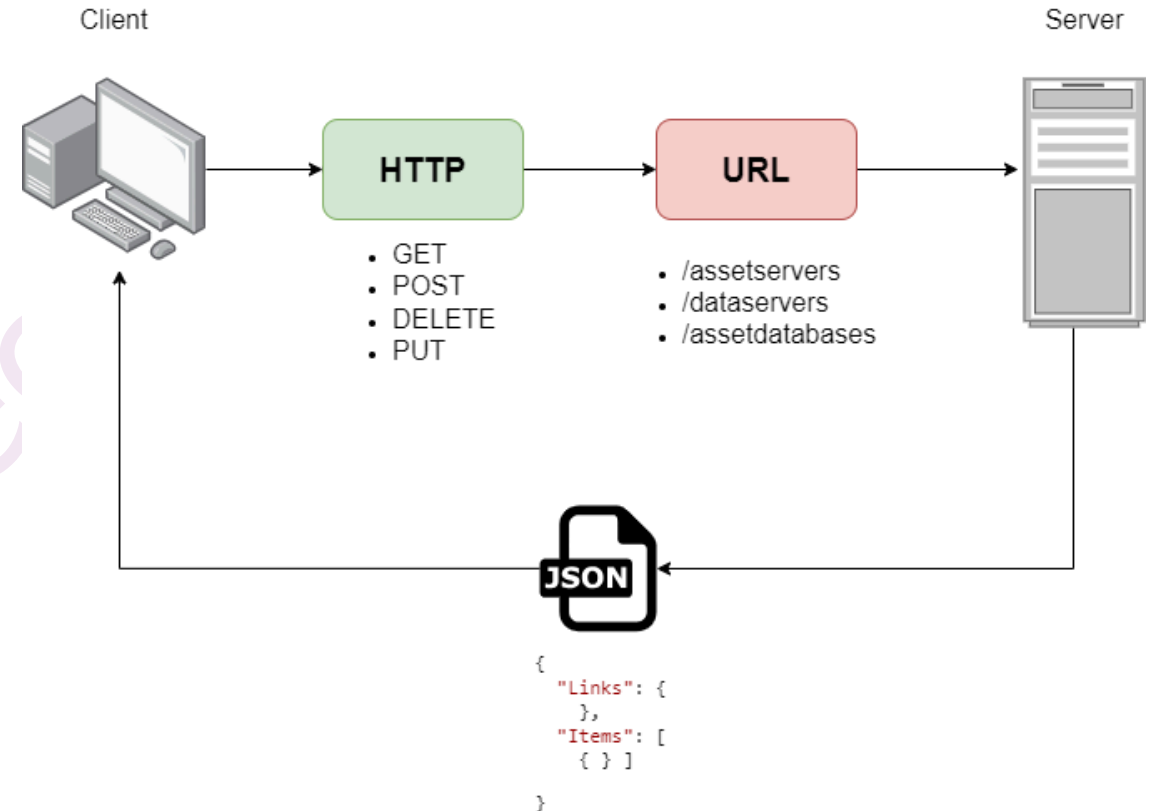 Client
Server
HTTP
URL
GET
POST
DELETE
PUT
/assetservers
/dataservers
/assetdatabases
JSON
{
"Links": {
},
"Items": [
{ } ]
}